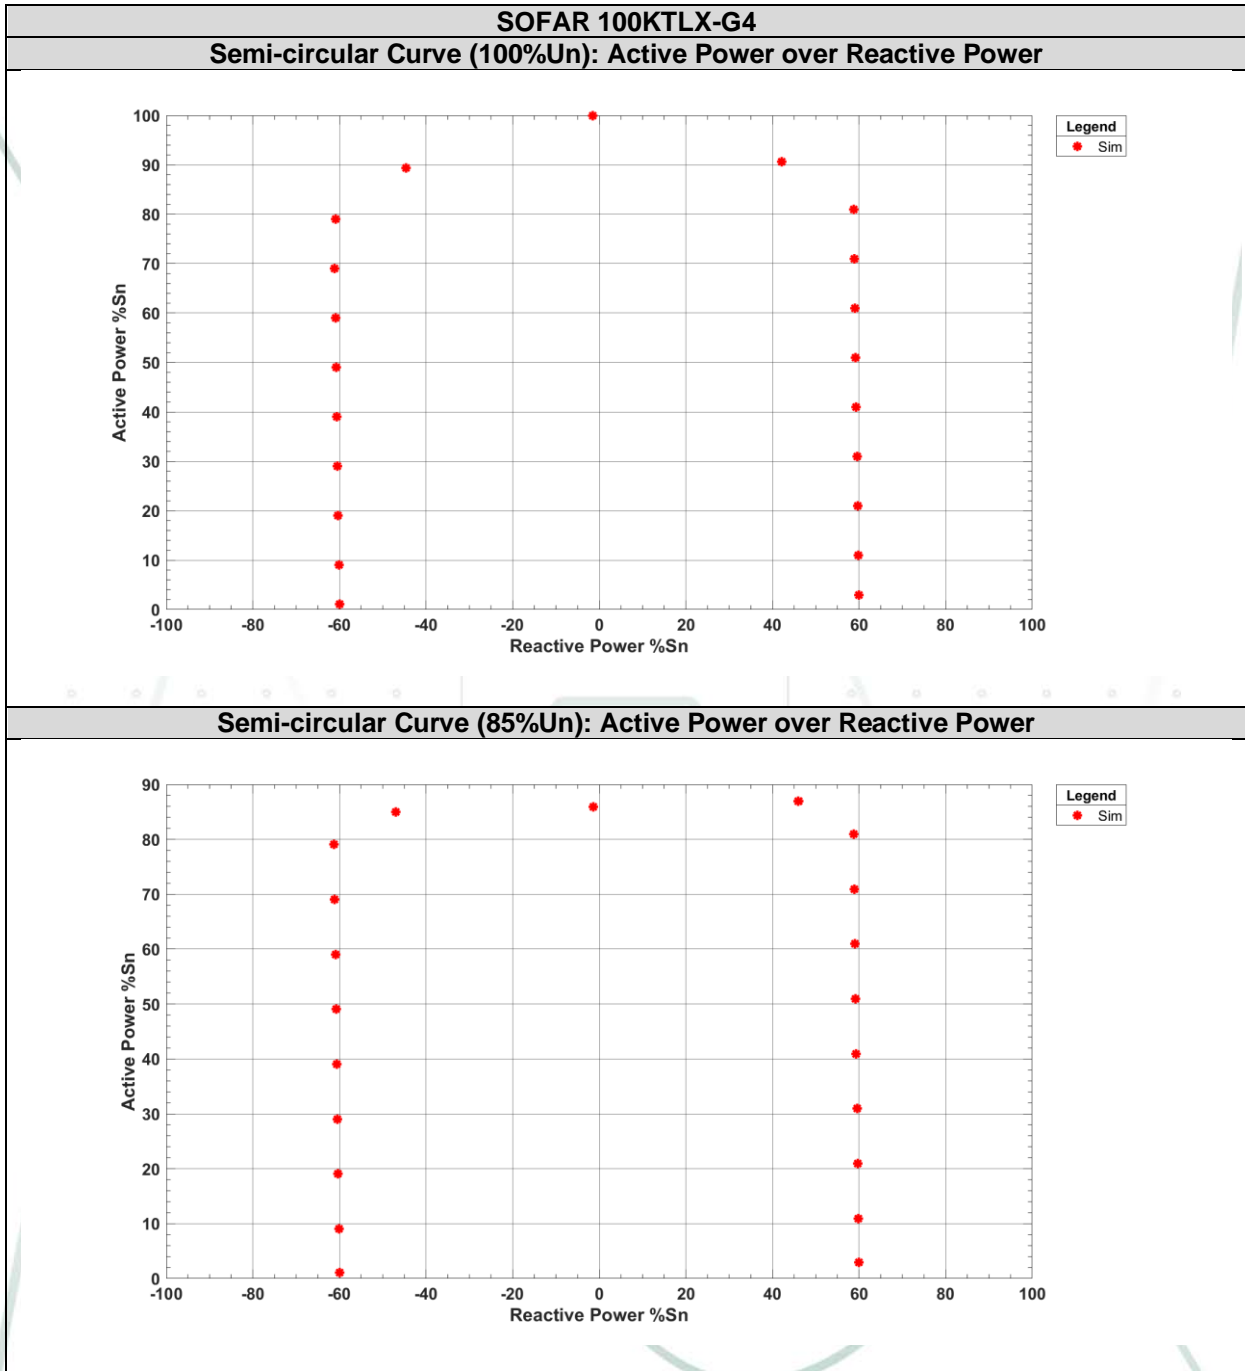 SOFAR 100KTLX-G4
Semi-circular Curve (100%Un): Active Power over Reactive Power
100
90
80
70
60
50
40
30
20
10
0
Active Power %Sn
-100 -80 -60 -40 -20 0 20 40 60 80 100
Reactive Power %Sn
Legend
Sim
Semi-circular Curve (85%Un): Active Power over Reactive Power
90
80
70
60
50
40
30
20
10
0
Active Power %Sn
-100 -80 -60 -40 -20 0 20 40 60 80 100
Reactive Power %Sn
Legend
Sim